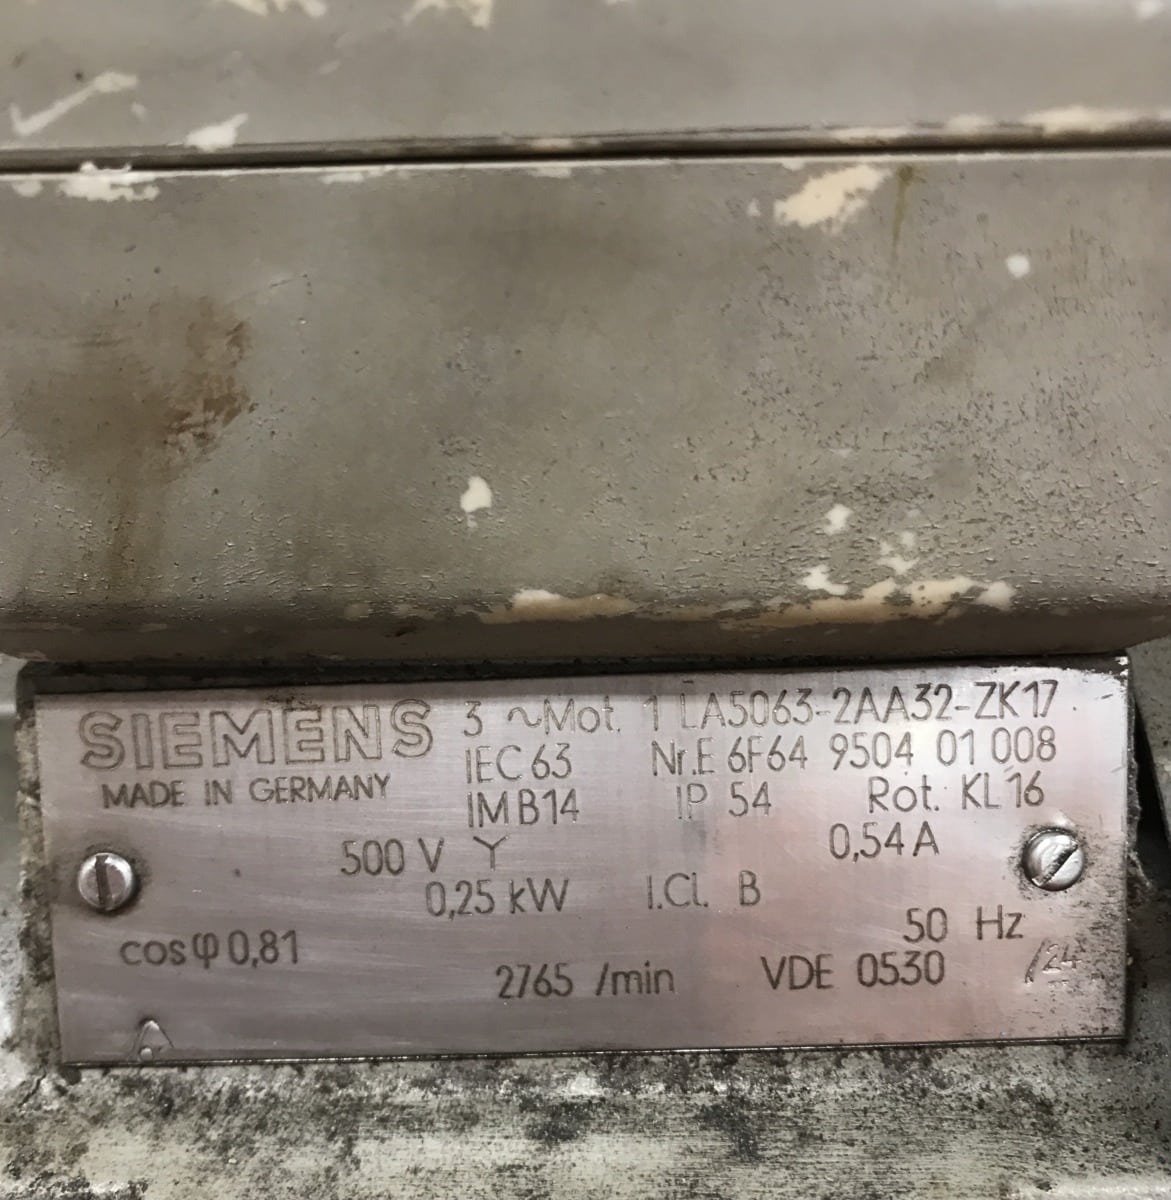 SIEMENS 3 ~Mot. 1 LA5063-2AA32-ZK17
IEC 63 Nr.E 6F64 9504 01 008
MADE IN GERMANY
IM B14 IP 54 Rot. KL 16
500 V Y 0,54 A
0,25 kW I.Cl. B
50 Hz
cosφ 0,81
2765 /min VDE 0530 /24
A